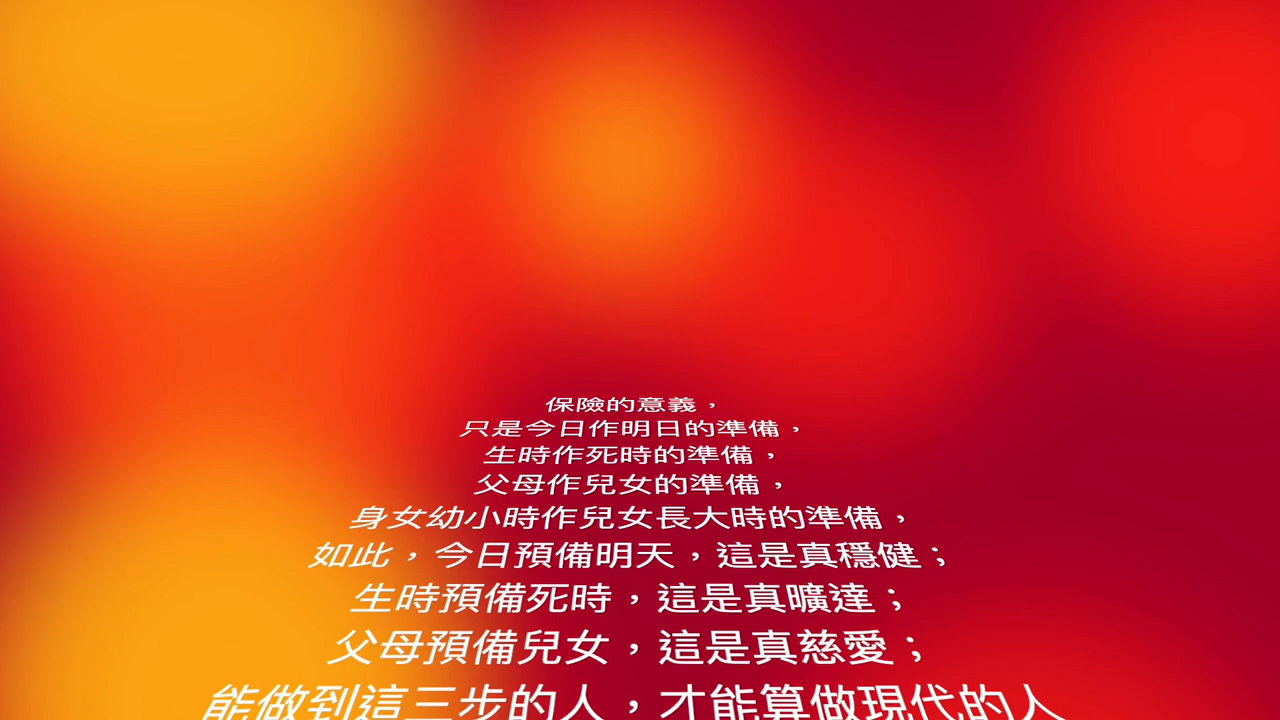 保險的意義，
只是今日作明日的準備，
生時作死時的準備，
父母作兒女的準備，
身女幼小時作兒女長大時的準備，
如此，今日預備明天，這是真穩健；
生時預備死時，這是真曠達；
父母預備兒女，這是真慈愛；
能做到這三步的人，才能算做現代的人